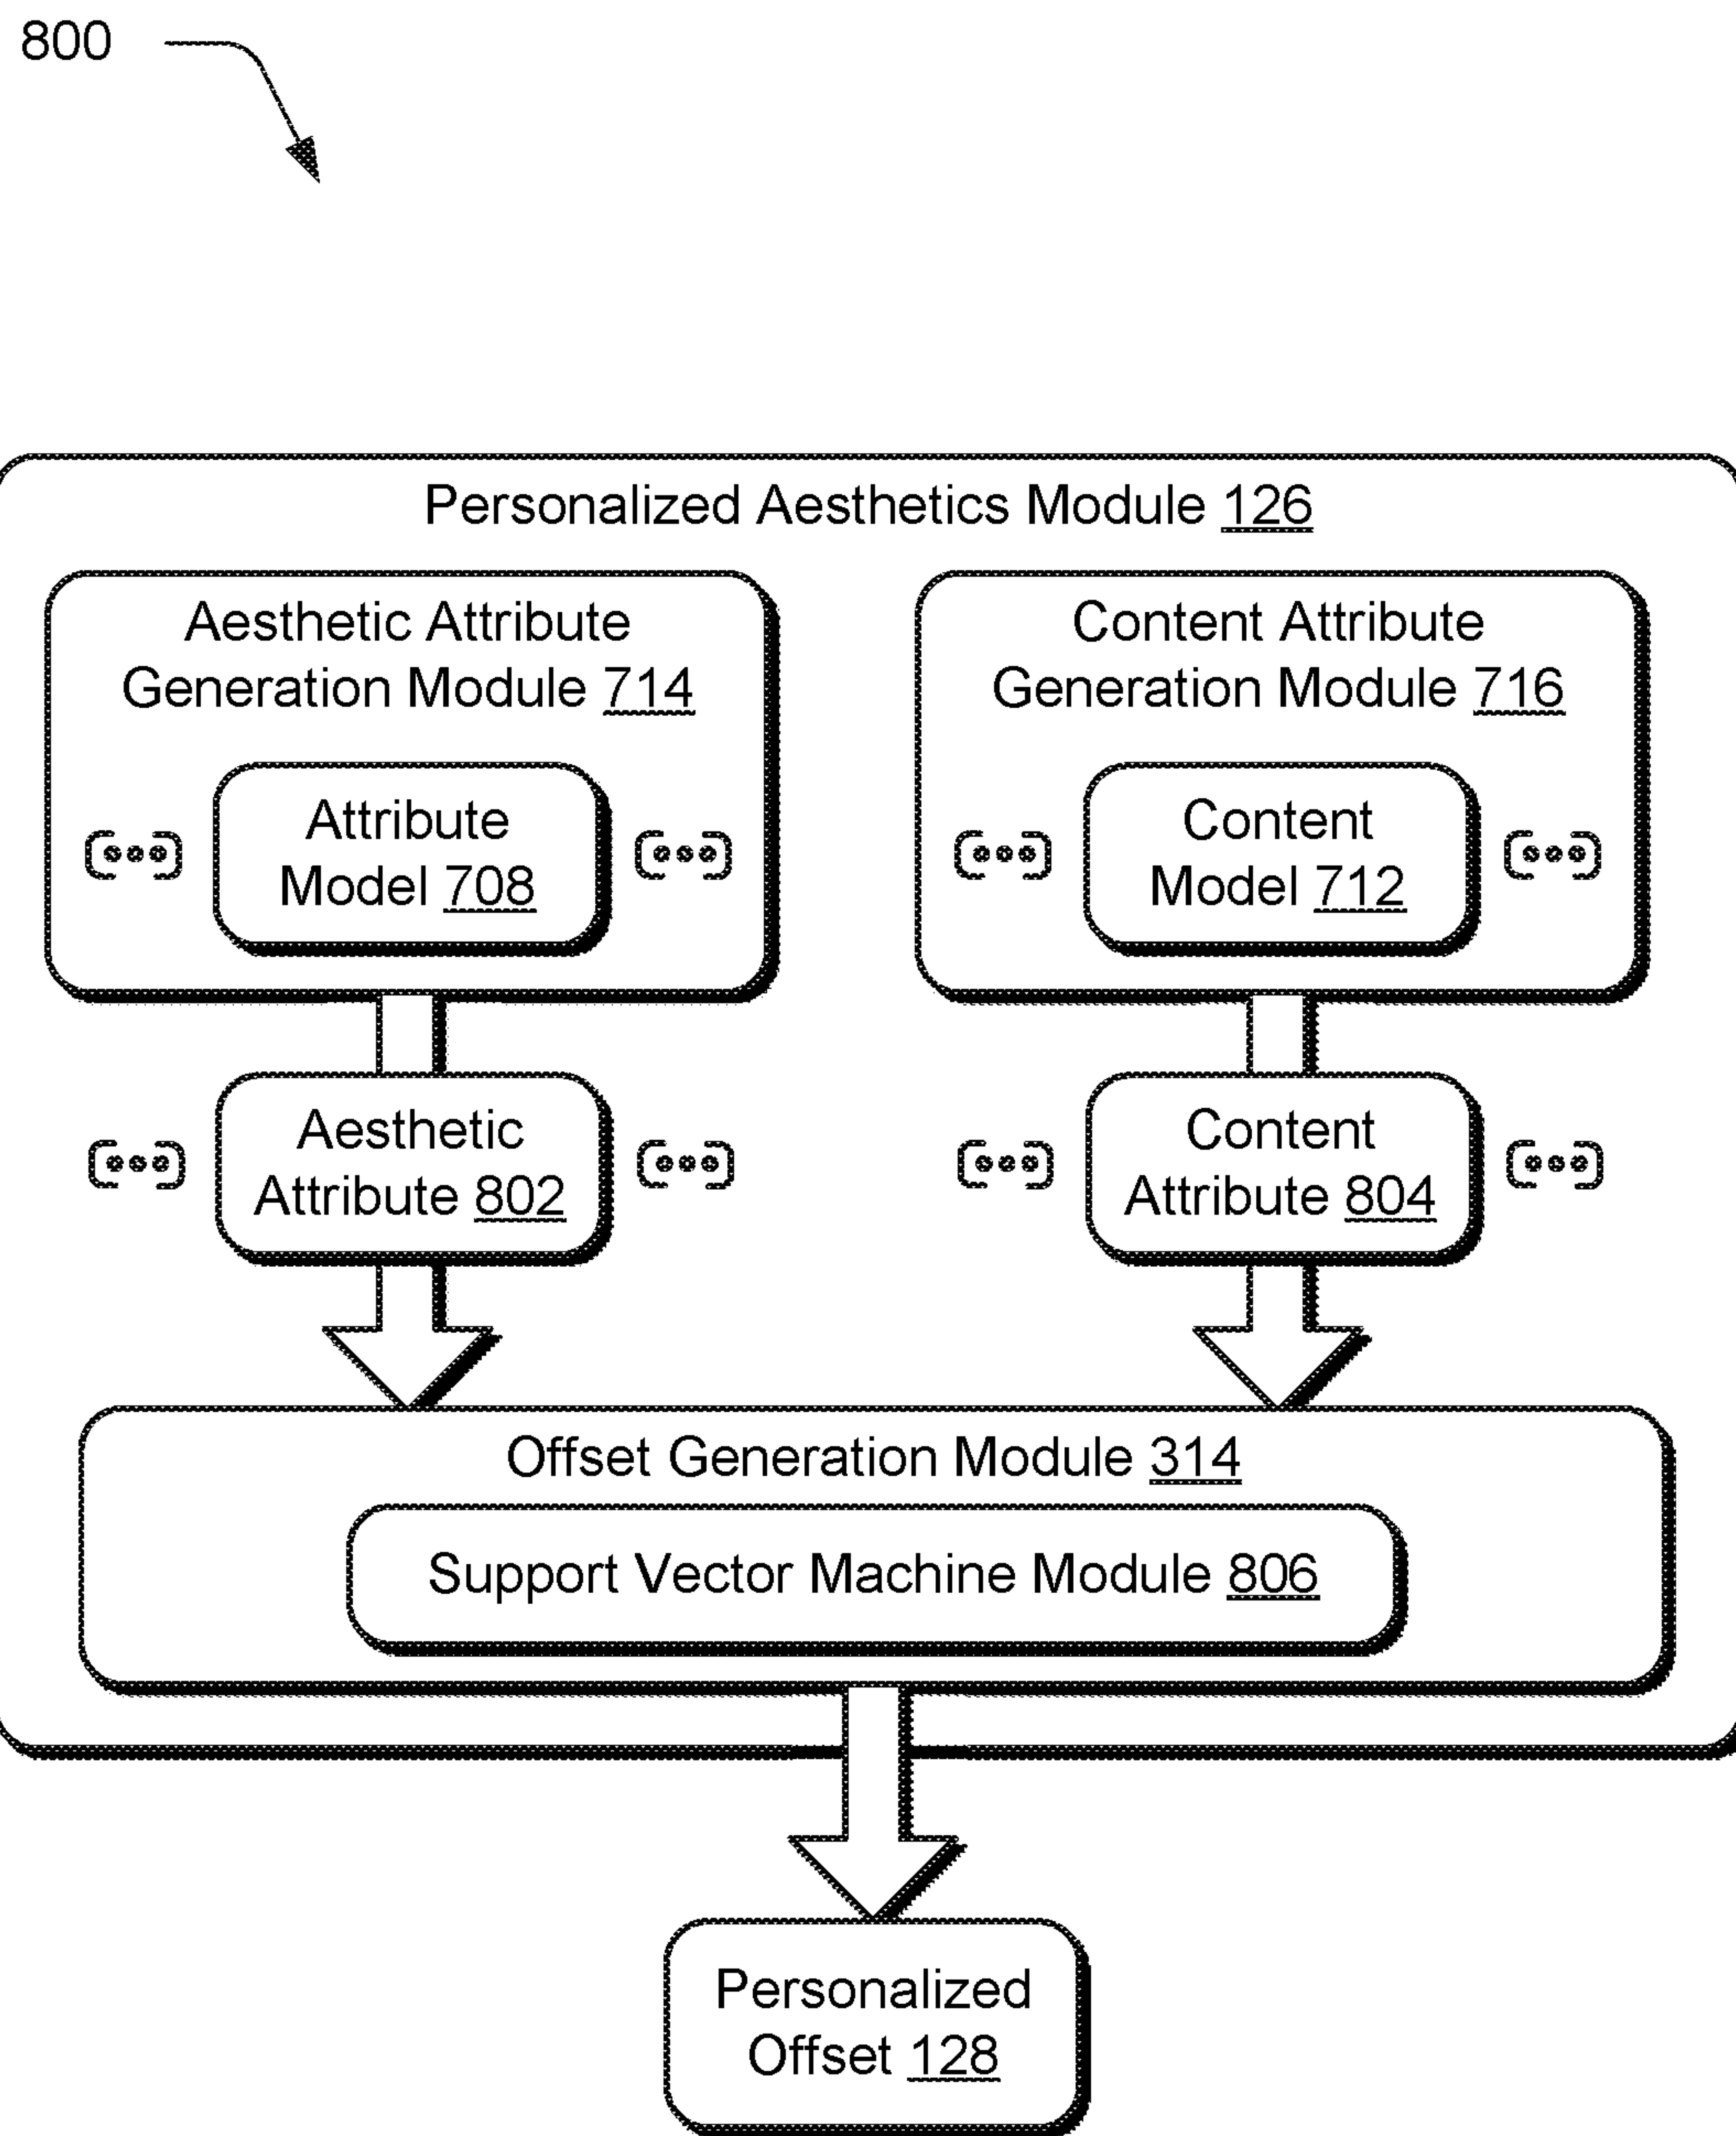 800
Personalized Aesthetics Module 126
Aesthetic Attribute
Generation Module 714
Content Attribute
Generation Module 716
Attribute
Model 708
Content
Model 712
Aesthetic
Attribute 802
Content
Attribute 804
Offset Generation Module 314
Support Vector Machine Module 806
Personalized
Offset 128